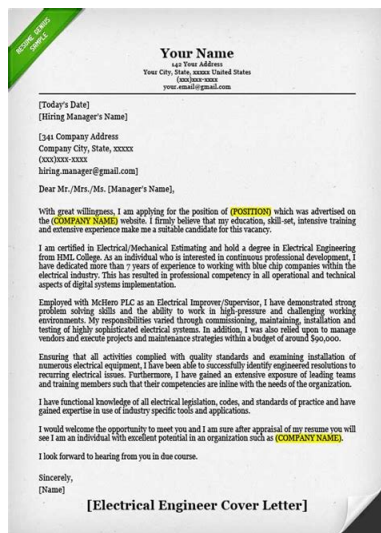 RESUME GENIUS
SAMPLE
Your Name
142 Your Address
Your City, State, xxxxx United States
(xxx)xxx-xxxx
your.email@gmail.com
[Today's Date]
[Hiring Manager's Name]
[341 Company Address
Company City, State, xxxxx
(xxx)xxx-xxxx
hiring.manager@gmail.com]
Dear Mr./Mrs./Ms. [Manager's Name],
With great willingness, I am applying for the position of (POSITION) which was advertised on
the (COMPANY NAME) website. I firmly believe that my education, skill-set, intensive training
and extensive experience make me a suitable candidate for this vacancy.
I am certified in Electrical/Mechanical Estimating and hold a degree in Electrical Engineering
from HML College. As an individual who is interested in continuous professional development, I
have dedicated more than 7 years of experience to working with blue chip companies within the
electrical industry. This has resulted in professional competency in all operational and technical
aspects of digital systems implementation.
Employed with McHero PLC as an Electrical Improver/Supervisor, I have demonstrated strong
problem solving skills and the ability to work in high-pressure and challenging working
environments. My responsibilities varied through commissioning, maintaining, installation and
testing of highly sophisticated electrical systems. In addition, I was also relied upon to manage
vendors and execute projects and maintenance strategies within a budget of around $90,000.
Ensuring that all activities complied with quality standards and examining installation of
numerous electrical equipment, I have been able to successfully identify engineered resolutions to
recurring electrical issues. Furthermore, I have gained an extensive exposure of leading teams
and training members such that their competencies are inline with the needs of the organization.
I have functional knowledge of all electrical legislation, codes, and standards of practice and have
gained expertise in use of industry specific tools and applications.
I would welcome the opportunity to meet you and I am sure after appraisal of my resume you will
see I am an individual with excellent potential in an organization such as (COMPANY NAME).
I look forward to hearing from you in due course.
Sincerely,
[Name]
[Electrical Engineer Cover Letter]